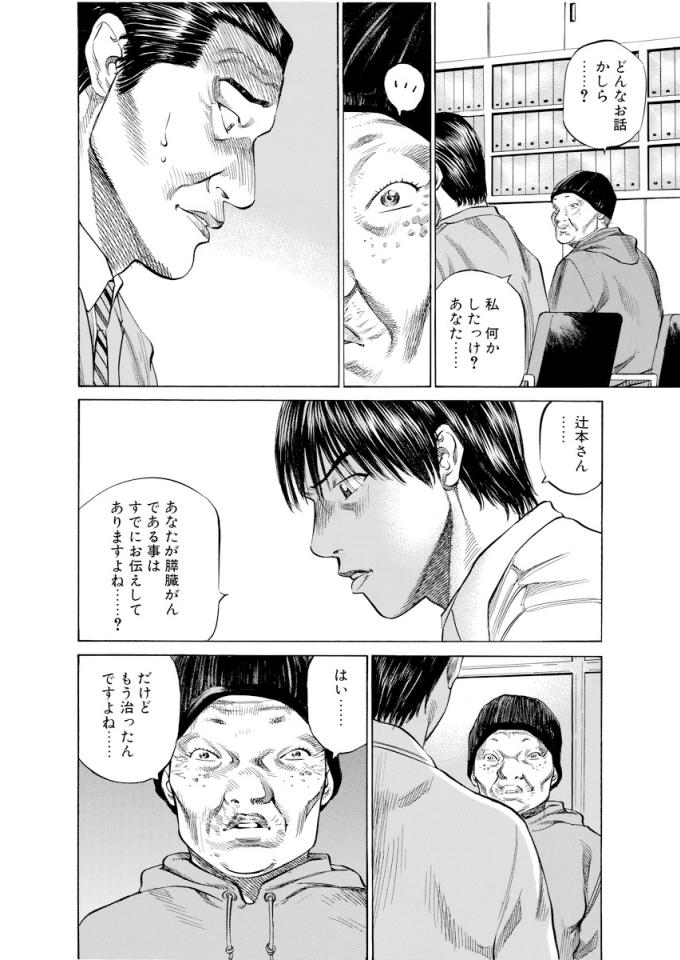 どんなお話
かしら
……？
私　何か
したっけ？
あなた……
辻本さん
……
あなたが膵臓がん
である事は
すでにお伝えして
ありますよね……？
はい……
だけど
もう治ったん
ですよね……